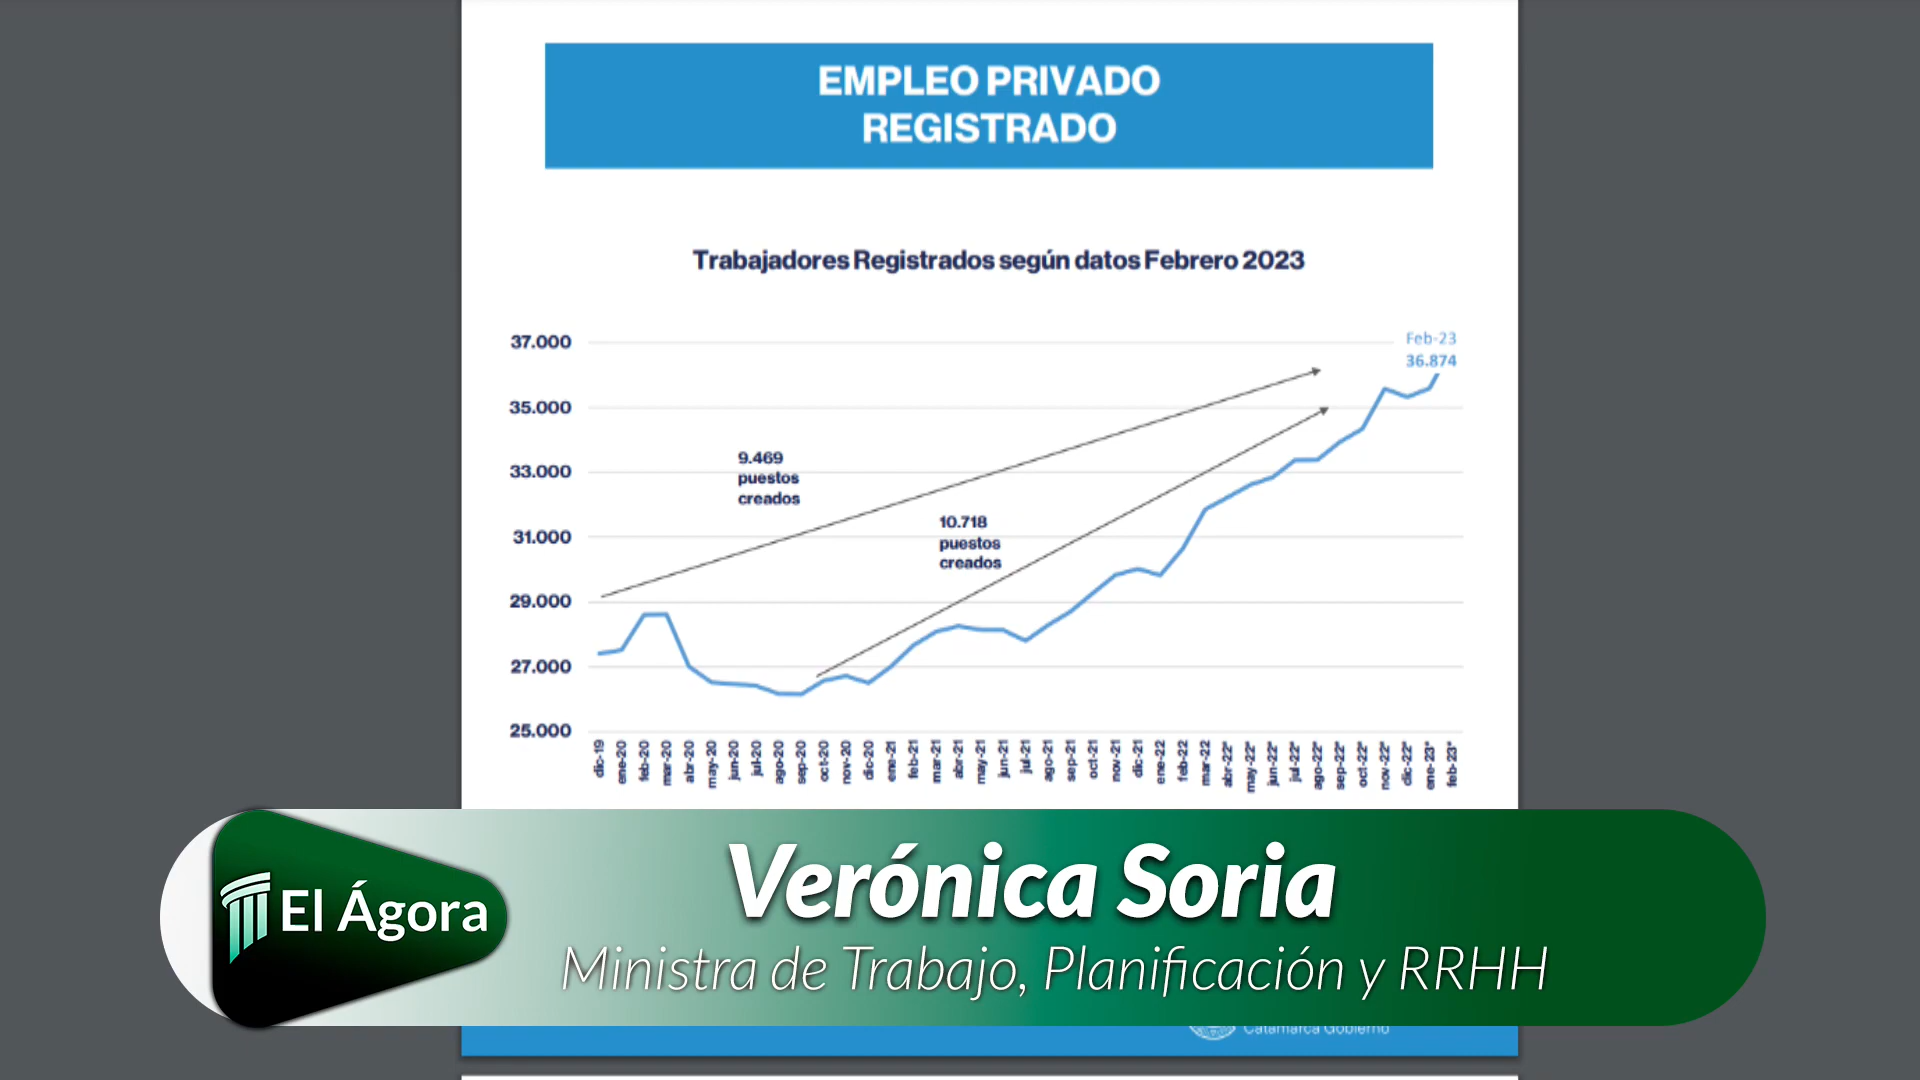 EMPLEO PRIVADO
REGISTRADO
Trabajadores Registrados según datos Febrero 2023
37.000
35.000
33.000
31.000
29.000
27.000
25.000
Feb-23
36.874
9.469
puestos
creados
10.718
puestos
creados
dic-19
ene-20
feb-20
mar-20
abr-20
may-20
jun-20
jul-20
ago-20
sep-20
oct-20
nov-20
dic-20
ene-21
feb-21
mar-21
abr-21
may-21
jun-21
jul-21
ago-21
sep-21
oct-21
nov-21
dic-21
ene-22
feb-22
mar-22
abr-22*
may-22*
jun-22*
jul-22*
ago-22*
sep-22*
oct-22*
nov-22*
dic-22*
ene-23*
feb-23*
El Ágora
Verónica Soria
Ministra de Trabajo, Planificación y RRHH
Catamarca Gobierno